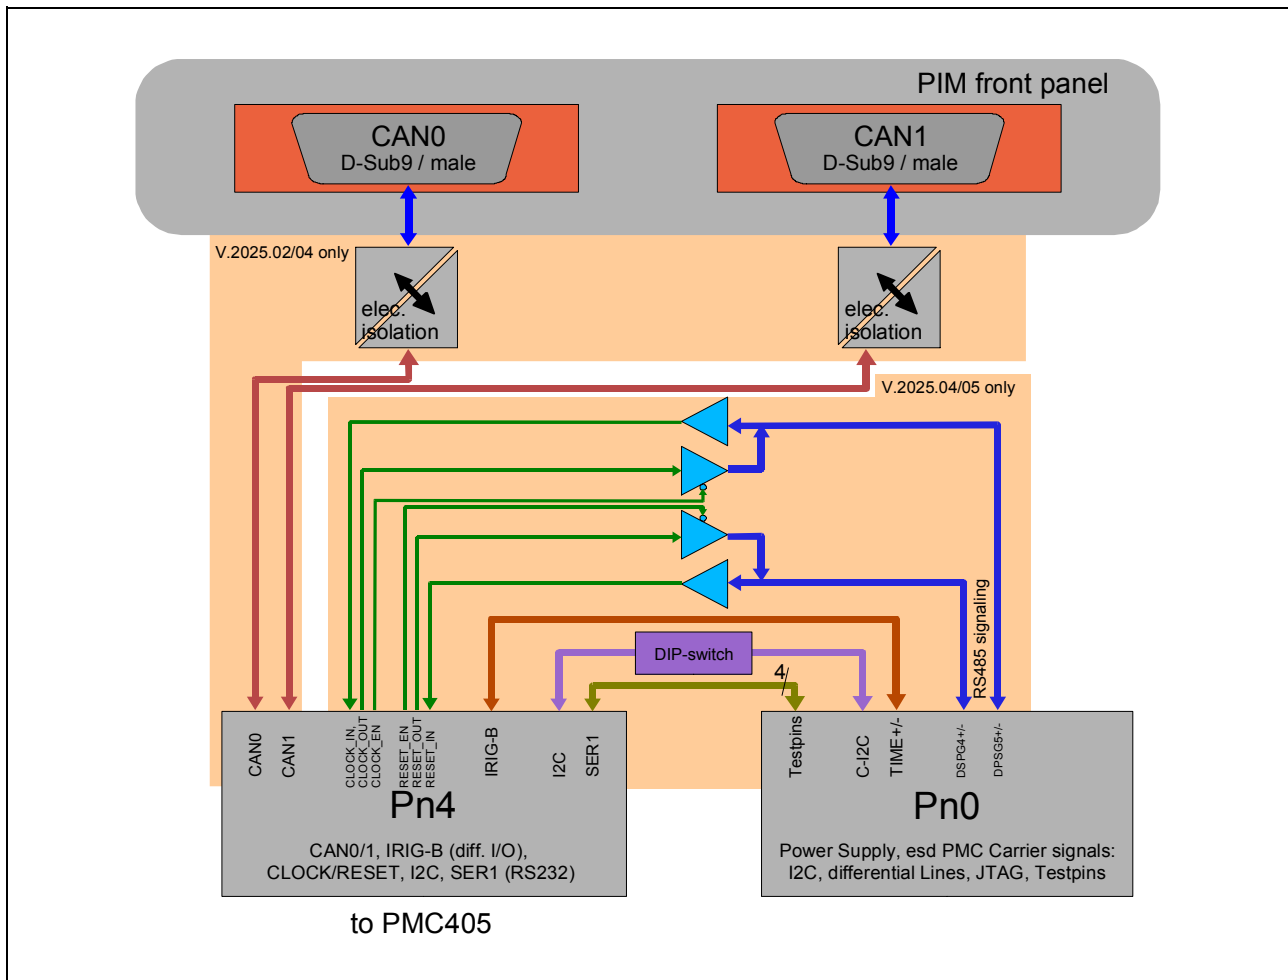 PIM front panel
CAN0
D-Sub9 / male
CAN1
D-Sub9 / male
V.2025.02/04 only
elec.
isolation
elec.
isolation
V.2025.04/05 only
RS485 signaling
DIP-switch
4
CAN0
CAN1
CLOCK_IN,
CLOCK_OUT
CLOCK_EN
RESET_EN
RESET_OUT
RESET_IN
IRIG-B
I2C
SER1
Testpins
C-I2C
TIME+/-
DSPG4+/-
DPSG5+/-
Pn4
CAN0/1, IRIG-B (diff. I/O),
CLOCK/RESET, I2C, SER1 (RS232)
Pn0
Power Supply, esd PMC Carrier signals:
I2C, differential Lines, JTAG, Testpins
to PMC405